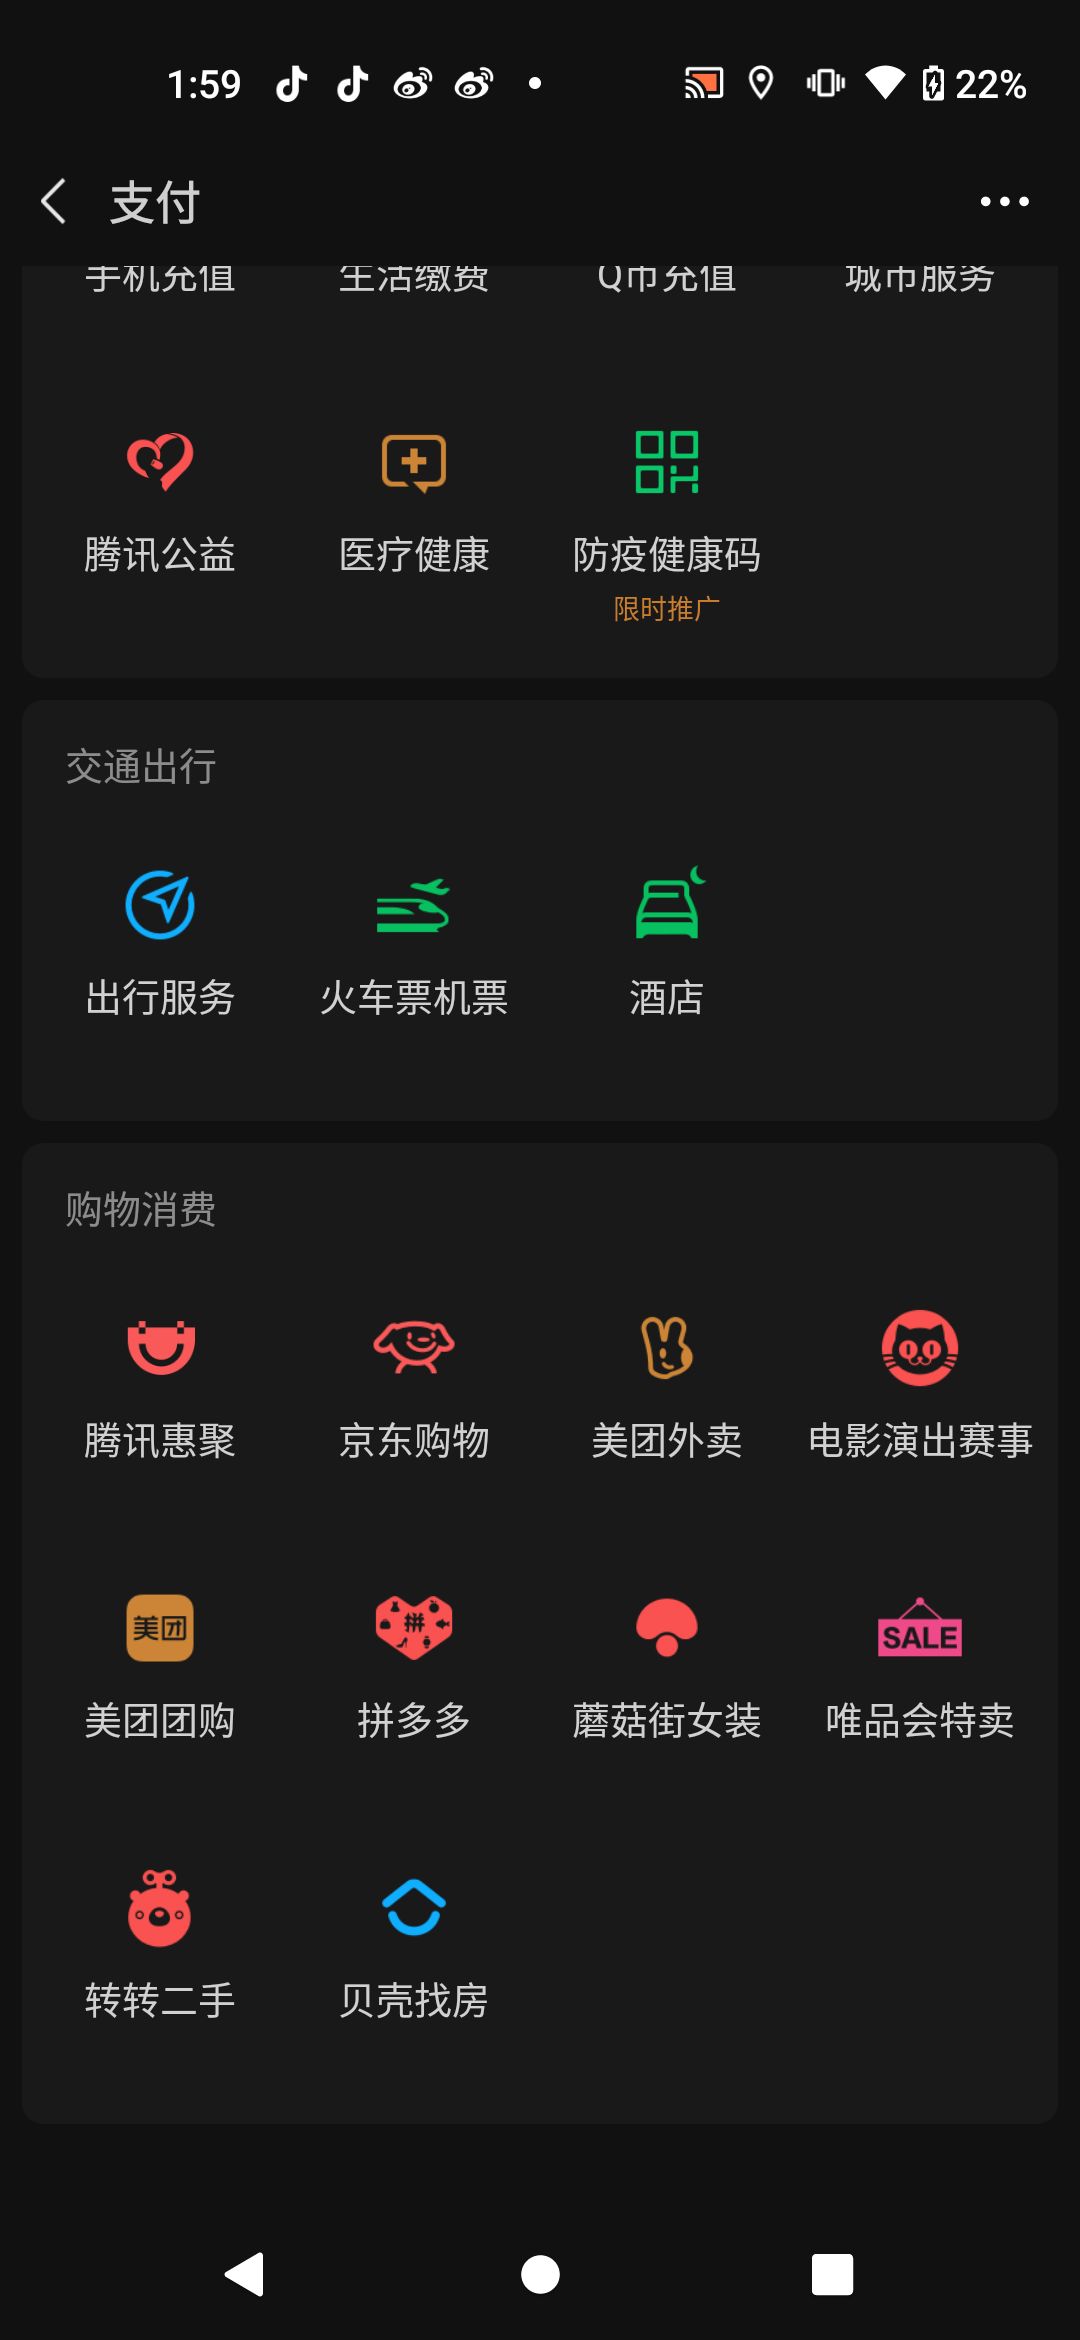 1:59
22%
支付
手机充值 生活缴费 Q币充值 城市服务
腾讯公益 医疗健康 防疫健康码
限时推广
交通出行
出行服务 火车票机票 酒店
购物消费
腾讯惠聚 京东购物 美团外卖 电影演出赛事
美团 拼 SALE
美团团购 拼多多 蘑菇街女装 唯品会特卖
转转二手 贝壳找房